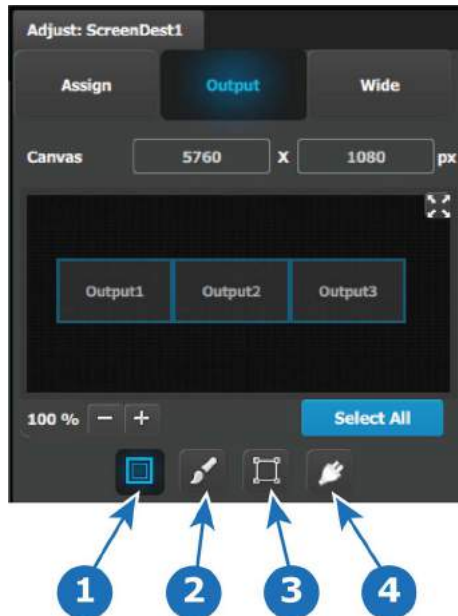 Adjust: ScreenDest1
Assign Output Wide
Canvas 5760 X 1080 px
Output1 Output2 Output3
100 % − + Select All
1 2 3 4